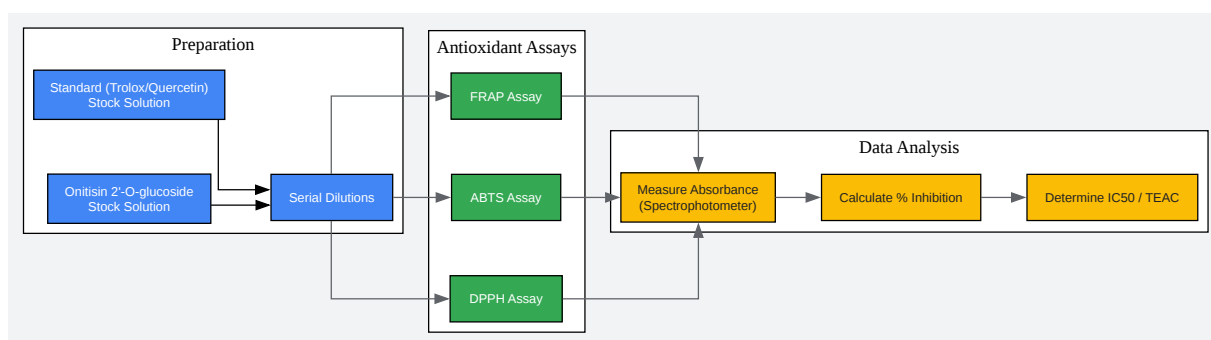 Preparation
Standard (Trolox/Quercetin)
Stock Solution
Onitisin 2'-O-glucoside
Stock Solution
Serial Dilutions
Antioxidant Assays
FRAP Assay
ABTS Assay
DPPH Assay
Data Analysis
Measure Absorbance
(Spectrophotometer)
Calculate % Inhibition
Determine IC50 / TEAC